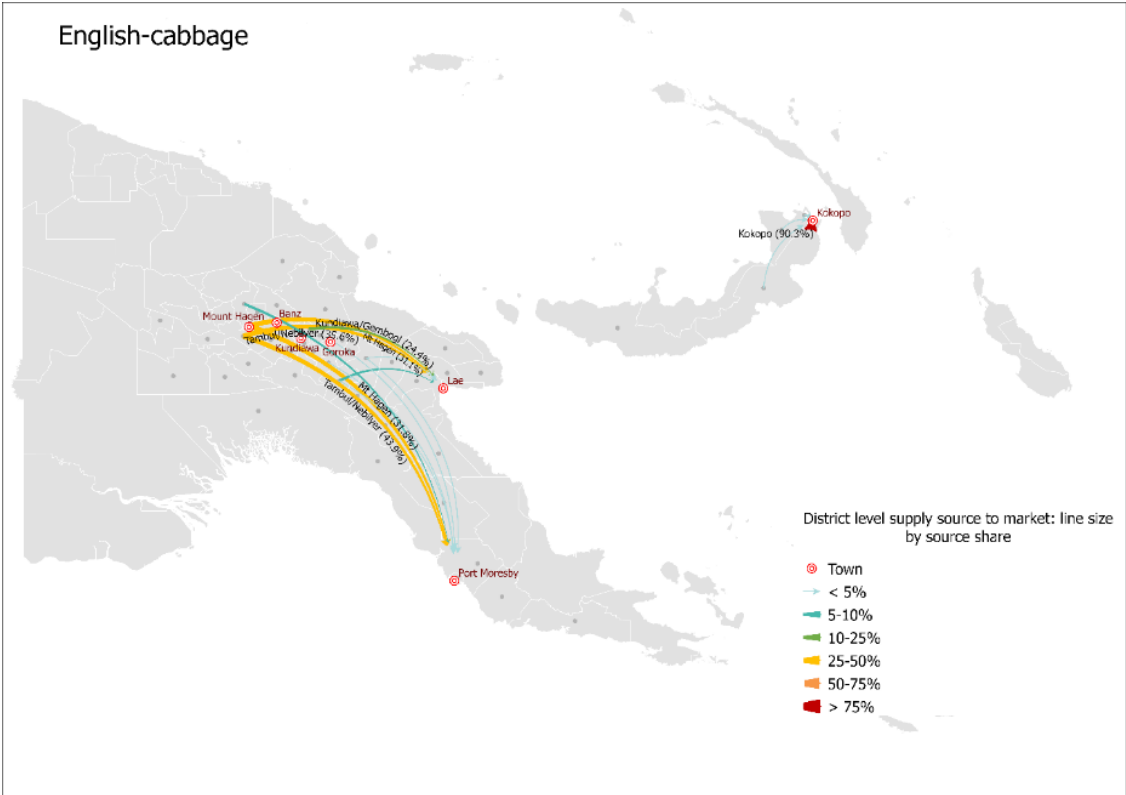 English-cabbage
Kokopo
Kokopo (90.3%)
Mount Hagen
Benz
Kundiawa/Gembogl (24.4%)
Tambul/Nebilyer (35.6%)
Mt Hagen (31.1%)
Kundiawa
Goroka
Lae
Mt Hagen (31.8%)
Tambul/Nebilyer (43.9%)
Port Moresby
District level supply source to market: line size
by source share
Town
< 5%
5-10%
10-25%
25-50%
50-75%
> 75%